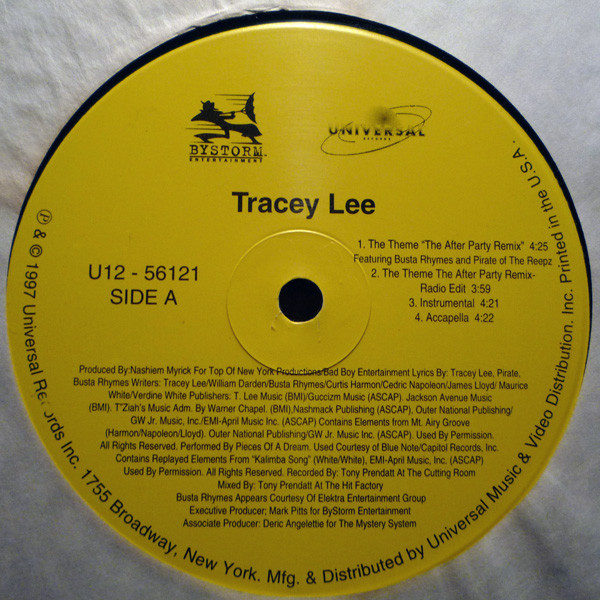 BYSTORM
ENTERTAINMENT
UNIVERSAL
RECORDS
Tracey Lee
U12 - 56121
SIDE A
1. The Theme "The After Party Remix" 4:25
Featuring Busta Rhymes and Pirate of The Reepz
2. The Theme The After Party Remix-
Radio Edit 3:59
3. Instrumental 4:21
4. Accapella 4:22
Produced By:Nashiem Myrick For Top Of New York Productions/Bad Boy Entertainment Lyrics By: Tracey Lee, Pirate,
Busta Rhymes Writers: Tracey Lee/William Darden/Busta Rhymes/Curtis Harmon/Cedric Napoleon/James Lloyd/ Maurice
White/Verdine White Publishers: T. Lee Music (BMI)/Guccizm Music (ASCAP). Jackson Avenue Music
(BMI). T"Ziah's Music Adm. By Warner Chapel. (BMI),Nashmack Publishing (ASCAP), Outer National Publishing/
GW Jr. Music, Inc./EMI-April Music Inc. (ASCAP) Contains Elements from Mt. Airy Groove
(Harmon/Napoleon/Lloyd). Outer National Publishing/GW Jr. Music Inc. (ASCAP). Used By Permission.
All Rights Reserved. Performed By Pieces Of A Dream. Used Courtesy of Blue Note/Capitol Records, Inc.
Contains Replayed Elements From "Kalimba Song" (White/White), EMI-April Music, Inc. (ASCAP)
Used By Permission. All Rights Reserved. Recorded By: Tony Prendatt At The Cutting Room
Mixed By: Tony Prendatt At The Hit Factory
Busta Rhymes Appears Courtesy Of Elektra Entertainment Group
Executive Producer; Mark Pitts for ByStorm Entertainment
Associate Producer: Deric Angelettie for The Mystery System
℗ & © 1997 Universal Records Inc. 1755 Broadway, New York. Mfg. & Distributed by Universal Music & Video Distribution. Inc. Printed in the U.S.A.